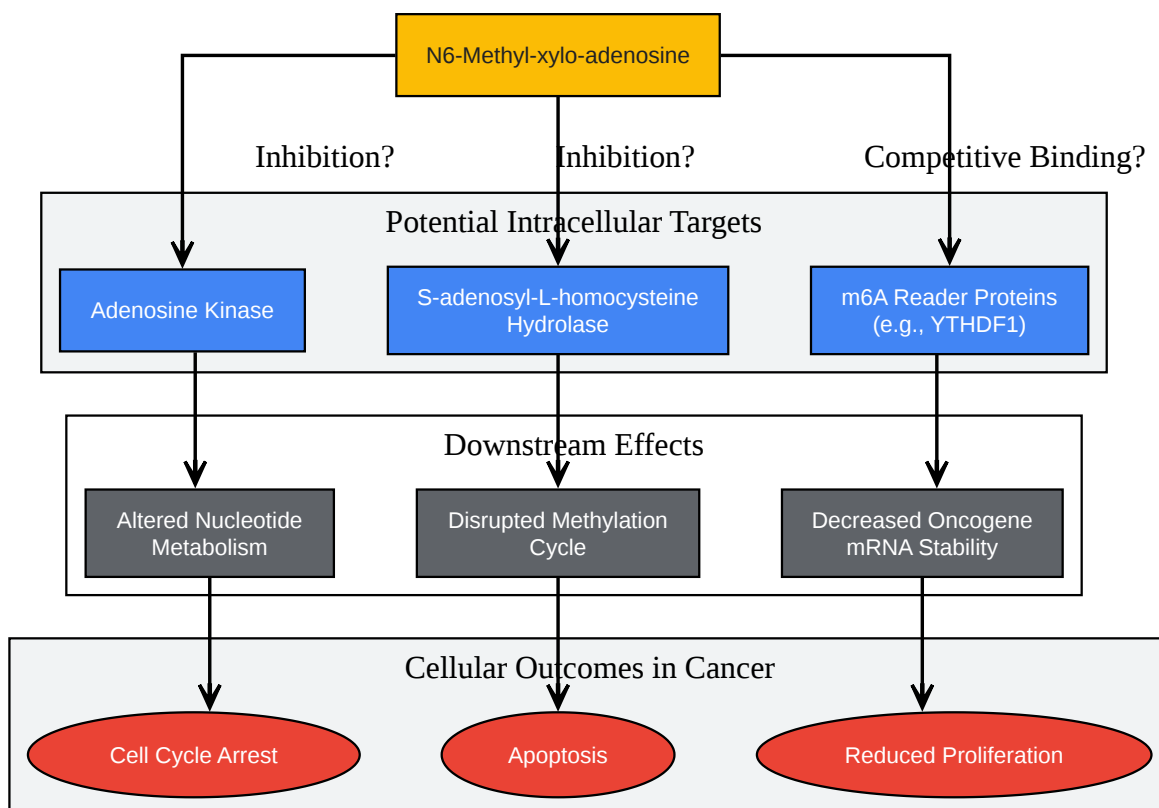 N6-Methyl-xylo-adenosine
Inhibition?
Inhibition?
Competitive Binding?
Potential Intracellular Targets
Adenosine Kinase
S-adenosyl-L-homocysteine
Hydrolase
m6A Reader Proteins
(e.g., YTHDF1)
Downstream Effects
Altered Nucleotide
Metabolism
Disrupted Methylation
Cycle
Decreased Oncogene
mRNA Stability
Cellular Outcomes in Cancer
Cell Cycle Arrest
Apoptosis
Reduced Proliferation